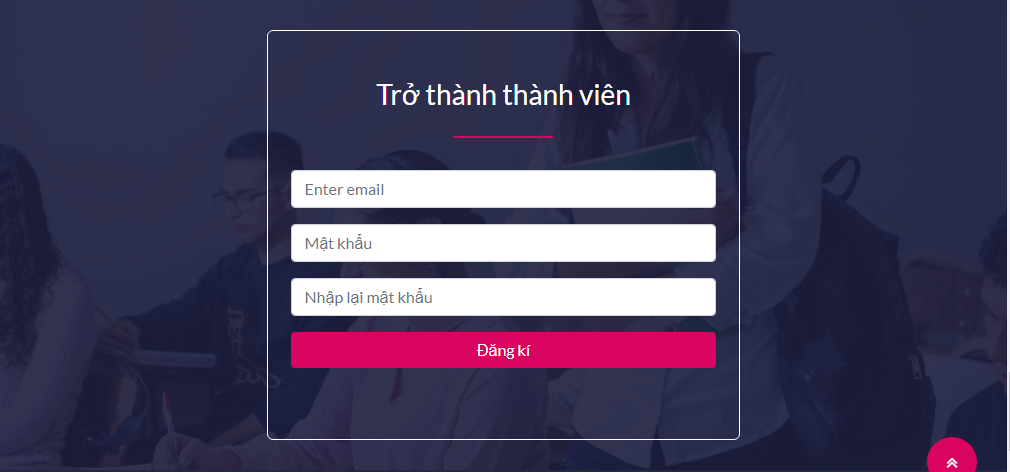 Trở thành thành viên
Enter email
Mật khẩu
Nhập lại mật khẩu
Đăng kí